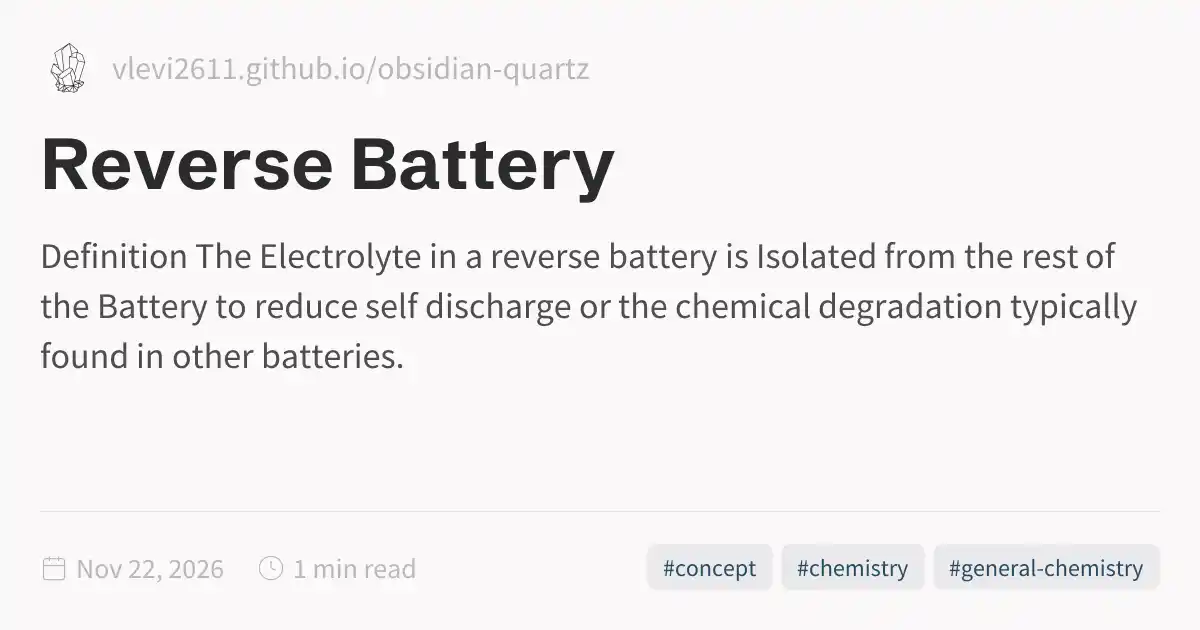 vlevi2611.github.io/obsidian-quartz
Reverse Battery
Definition The Electrolyte in a reverse battery is Isolated from the rest of
the Battery to reduce self discharge or the chemical degradation typically
found in other batteries.
Nov 22, 2026 1 min read #concept #chemistry #general-chemistry